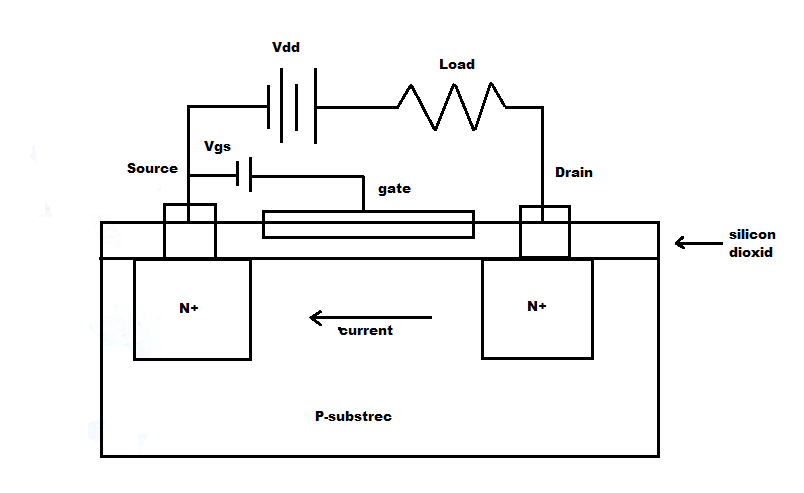 Vdd
Load
Vgs
Source
Drain
gate
silicon
dioxid
N+
N+
current
P-substrec